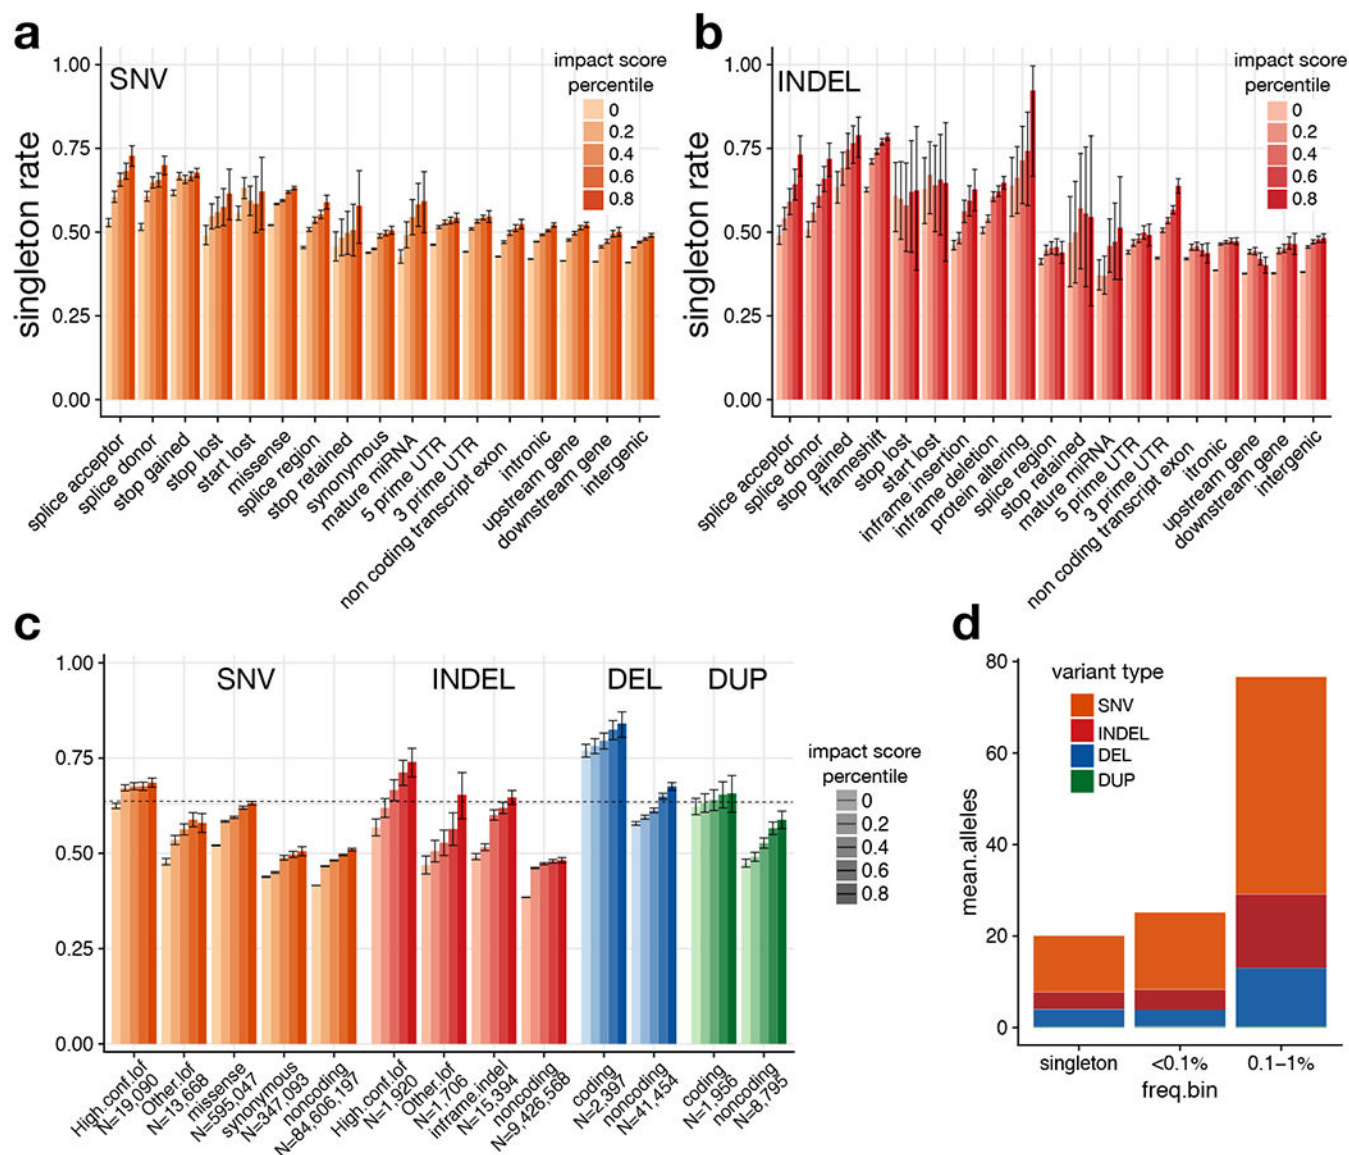 a
SNV
impact score
percentile
0
0.2
0.4
0.6
0.8
singleton rate
1.00
0.75
0.50
0.25
0.00
splice acceptor
splice donor
stop gained
stop lost
start lost
missense
splice region
stop retained
synonymous
mature miRNA
5 prime UTR
3 prime UTR
non coding transcript exon
intronic
upstream gene
downstream gene
intergenic
b
INDEL
impact score
percentile
0
0.2
0.4
0.6
0.8
singleton rate
1.00
0.75
0.50
0.25
0.00
splice acceptor
splice donor
stop gained
frameshift
stop lost
start lost
inframe insertion
inframe deletion
protein altering
splice region
stop retained
mature miRNA
5 prime UTR
3 prime UTR
non coding transcript exon
itronic
upstream gene
downstream gene
intergenic
c
SNV
INDEL
DEL
DUP
1.00
0.75
0.50
0.25
0.00
impact score
percentile
0
0.2
0.4
0.6
0.8
High.conf.lof
N=19,090
Other.lof
N=13,668
missense
N=595,047
synonymous
N=347,093
noncoding
N=84,606,197
High.conf.lof
N=1,920
Other.lof
N=1,706
inframe.indel
N=15,394
noncoding
N=9,426,568
coding
N=2,397
noncoding
N=41,454
coding
N=1,956
noncoding
N=8,795
d
variant type
SNV
INDEL
DEL
DUP
mean.alleles
80
60
40
20
0
singleton
<0.1%
0.1–1%
freq.bin